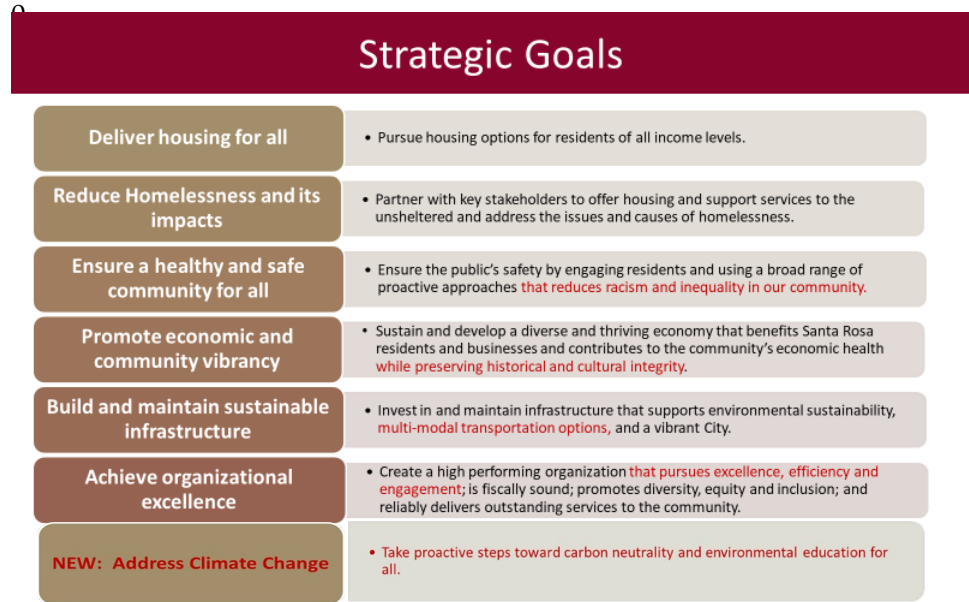 Strategic Goals
Deliver housing for all
• Pursue housing options for residents of all income levels.
Reduce Homelessness and its
impacts
• Partner with key stakeholders to offer housing and support services to the
unsheltered and address the issues and causes of homelessness.
Ensure a healthy and safe
community for all
• Ensure the public's safety by engaging residents and using a broad range of
proactive approaches that reduces racism and inequality in our community.
Promote economic and
community vibrancy
• Sustain and develop a diverse and thriving economy that benefits Santa Rosa
residents and businesses and contributes to the community's economic health
while preserving historical and cultural integrity.
Build and maintain sustainable
infrastructure
• Invest in and maintain infrastructure that supports environmental sustainability,
multi-modal transportation options, and a vibrant City.
Achieve organizational
excellence
• Create a high performing organization that pursues excellence, efficiency and
engagement; is fiscally sound; promotes diversity, equity and inclusion; and
reliably delivers outstanding services to the community.
NEW: Address Climate Change
• Take proactive steps toward carbon neutrality and environmental education for
all.